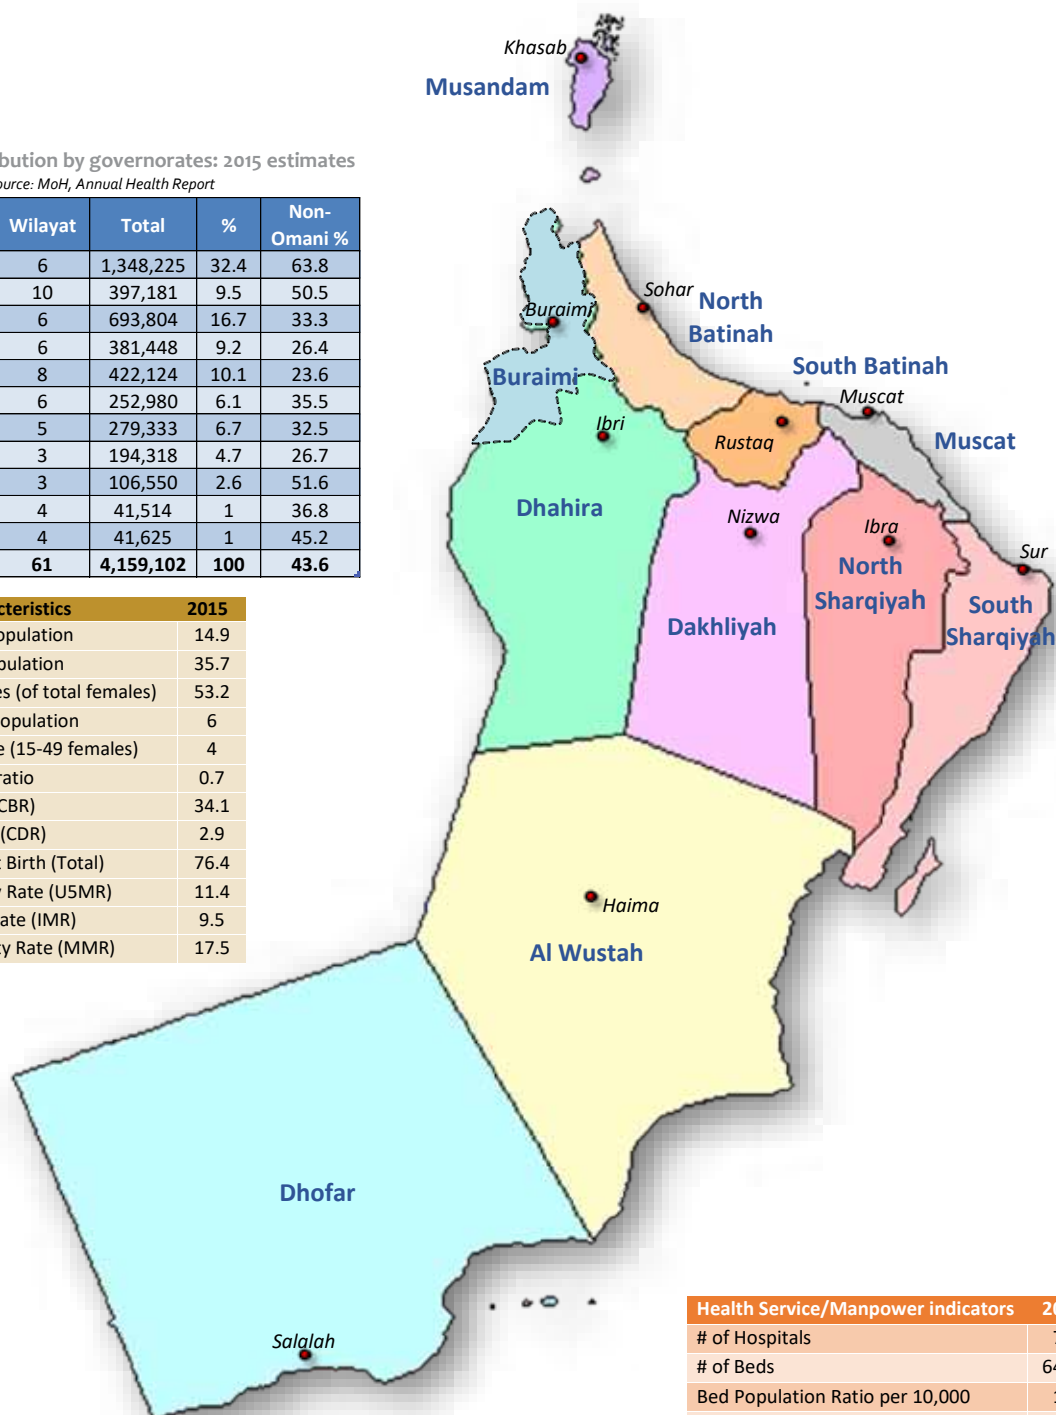 Khasab
Musandam
bution by governorates: 2015 estimates
ource: MoH, Annual Health Report
Wilayat Total % Non-Omani %
6 1,348,225 32.4 63.8
10 397,181 9.5 50.5
6 693,804 16.7 33.3
6 381,448 9.2 26.4
8 422,124 10.1 23.6
6 252,980 6.1 35.5
5 279,333 6.7 32.5
3 194,318 4.7 26.7
3 106,550 2.6 51.6
4 41,514 1 36.8
4 41,625 1 45.2
61 4,159,102 100 43.6
Sohar
North
Batinah
Buraimi
Buraimi
South Batinah
Muscat
Muscat
Ibri
Rustaq
Dhahira
Nizwa
Ibra
Sur
North
Sharqiyah
South
Sharqiyah
Dakhliyah
cteristics 2015
opulation 14.9
pulation 35.7
es (of total females) 53.2
opulation 6
e (15-49 females) 4
ratio 0.7
CBR) 34.1
(CDR) 2.9
t Birth (Total) 76.4
y Rate (U5MR) 11.4
ate (IMR) 9.5
ty Rate (MMR) 17.5
Haima
Al Wustah
Dhofar
Salalah
Health Service/Manpower indicators 20
# of Hospitals 7
# of Beds 64
Bed Population Ratio per 10,000 1